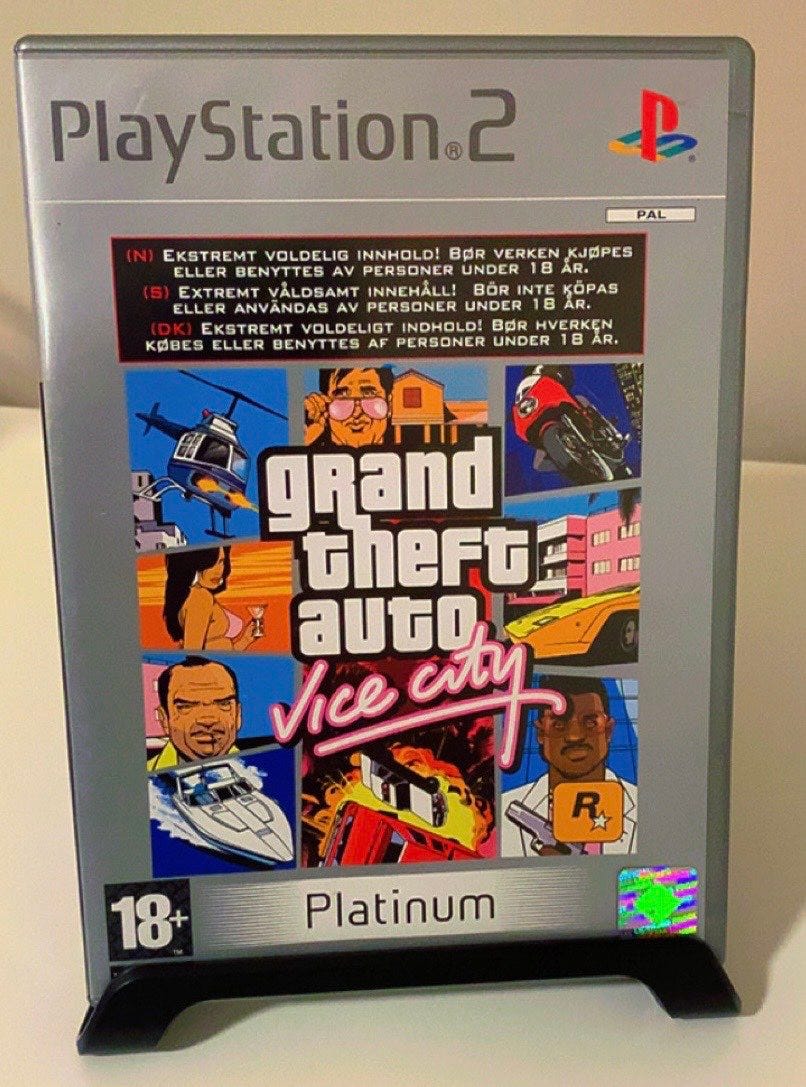 PlayStation®2
PAL
(N) EKSTREMT VOLDELIG INNHOLD! BØR VERKEN KJØPES
ELLER BENYTTES AV PERSONER UNDER 18 ÅR.
(S) EXTREMT VÅLDSAMT INNEHÅLL! BÖR INTE KÖPAS
ELLER ANVÄNDAS AV PERSONER UNDER 18 ÅR.
(DK) EKSTREMT VOLDELIGT INDHOLD! BØR HVERKEN
KØBES ELLER BENYTTES AF PERSONER UNDER 18 ÅR.
grand
theft
auto
Vice City
R
18+
™
Platinum